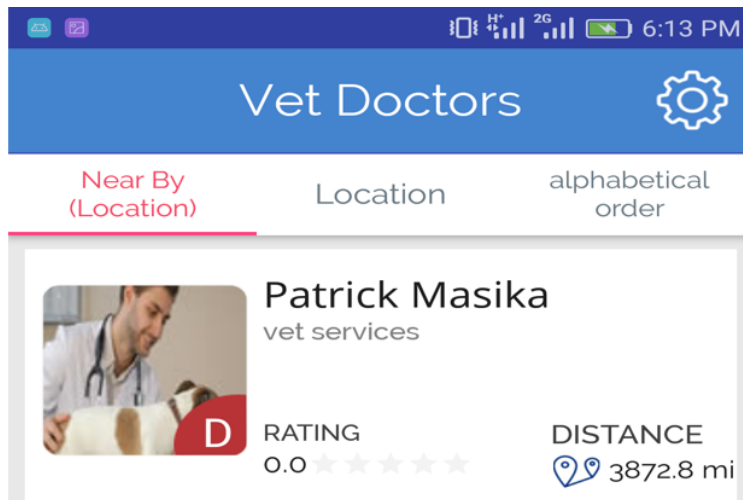 H+ 2G 6:13 PM
Vet Doctors
Near By
(Location)
Location
alphabetical
order
Patrick Masika
vet services
D
RATING
DISTANCE
0.0
3872.8 mi